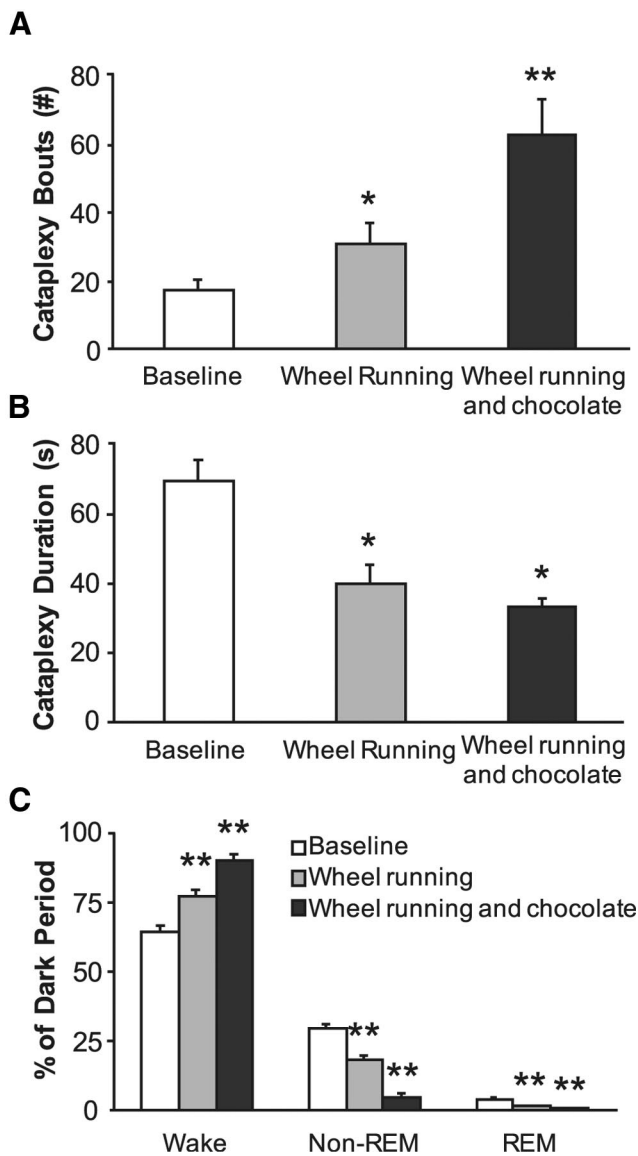 A
Cataplexy Bouts (#)
80
60
40
20
0
*
**
Baseline
Wheel Running
Wheel running
and chocolate
B
Cataplexy Duration (s)
80
60
40
20
0
*
*
Baseline
Wheel Running
Wheel running
and chocolate
C
% of Dark Period
100
75
50
25
0
**
**
**
**
**
**
Baseline
Wheel running
Wheel running and chocolate
Wake
Non-REM
REM